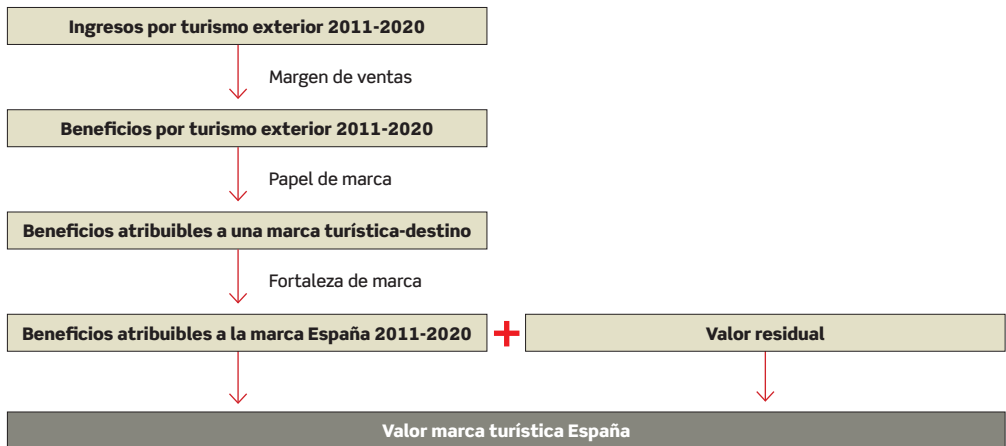 Ingresos por turismo exterior 2011-2020
Margen de ventas
Beneficios por turismo exterior 2011-2020
Papel de marca
Beneficios atribuibles a una marca turística-destino
Fortaleza de marca
Beneficios atribuibles a la marca España 2011-2020 + Valor residual
Valor marca turística España